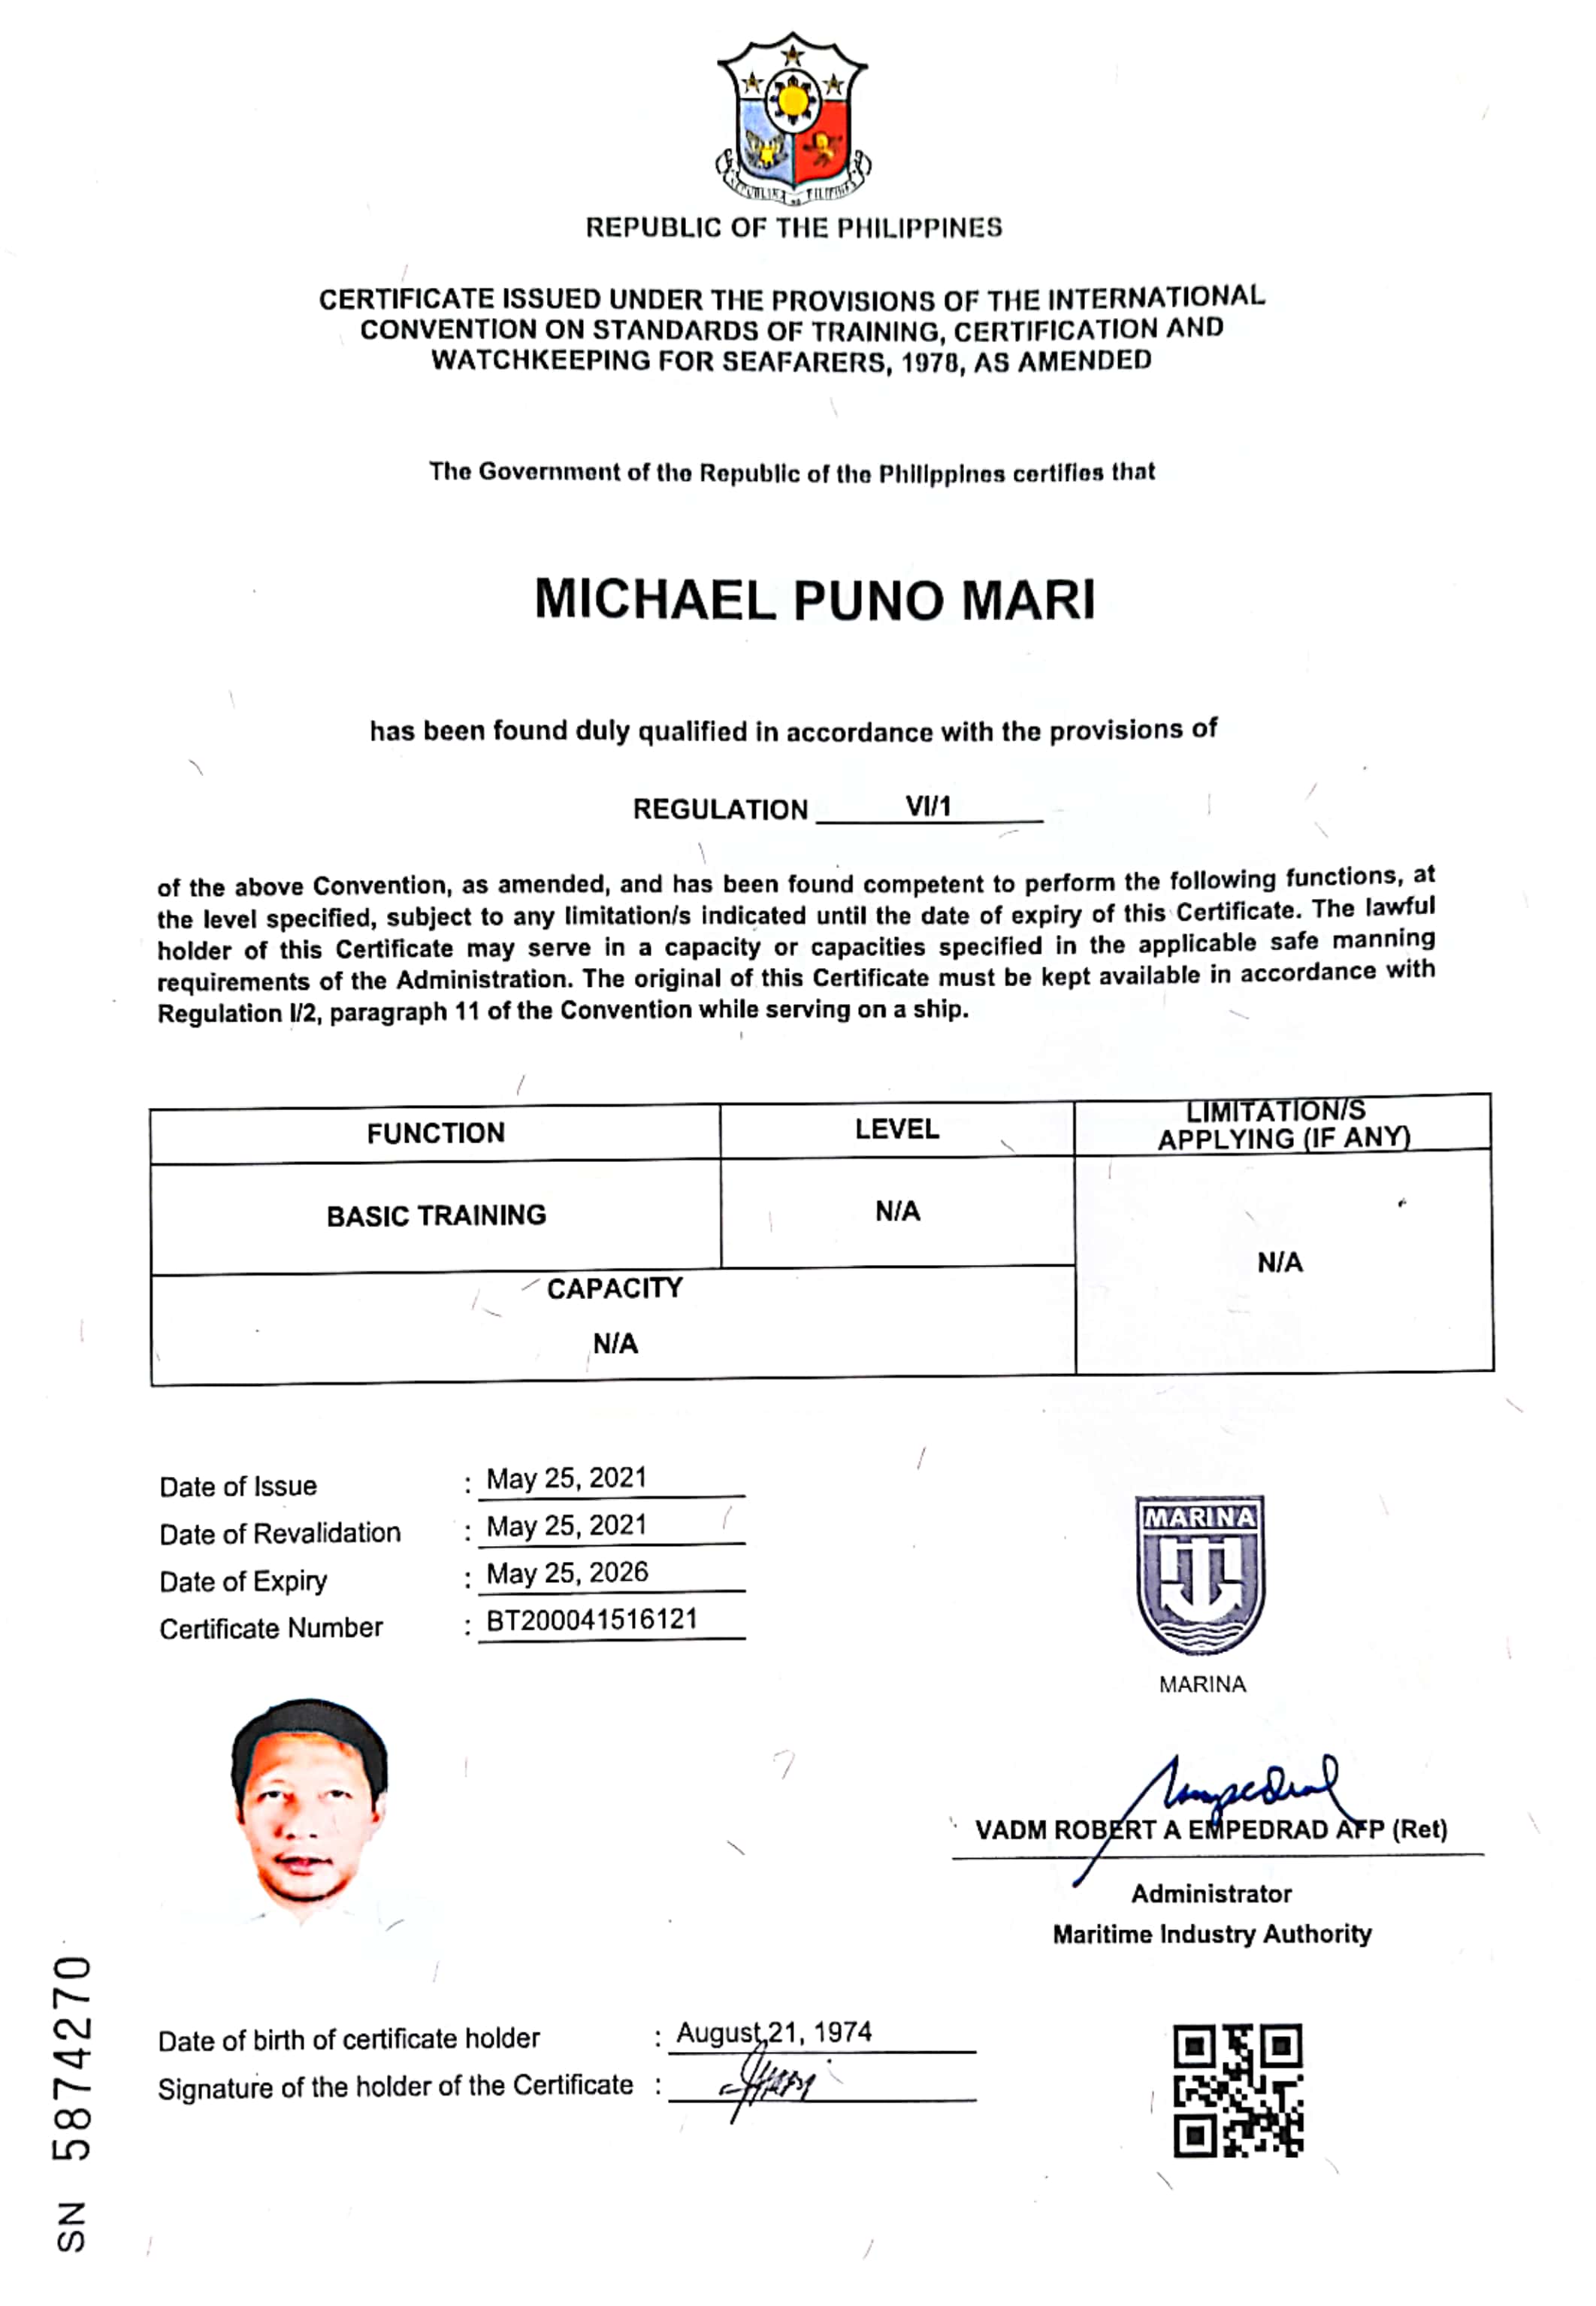 REPUBLIKA NG PILIPINAS
REPUBLIC OF THE PHILIPPINES
CERTIFICATE ISSUED UNDER THE PROVISIONS OF THE INTERNATIONAL
CONVENTION ON STANDARDS OF TRAINING, CERTIFICATION AND
WATCHKEEPING FOR SEAFARERS, 1978, AS AMENDED
The Government of the Republic of the Philippines certifies that
MICHAEL PUNO MARI
has been found duly qualified in accordance with the provisions of
REGULATION VI/1
of the above Convention, as amended, and has been found competent to perform the following functions, at
the level specified, subject to any limitation/s indicated until the date of expiry of this Certificate. The lawful
holder of this Certificate may serve in a capacity or capacities specified in the applicable safe manning
requirements of the Administration. The original of this Certificate must be kept available in accordance with
Regulation I/2, paragraph 11 of the Convention while serving on a ship.
FUNCTION LEVEL LIMITATION/S
APPLYING (IF ANY)
BASIC TRAINING N/A N/A
CAPACITY
N/A
Date of Issue : May 25, 2021
Date of Revalidation : May 25, 2021
Date of Expiry : May 25, 2026
Certificate Number : BT200041516121
MARINA
MARINA
VADM ROBERT A EMPEDRAD AFP (Ret)
Administrator
Maritime Industry Authority
Date of birth of certificate holder : August 21, 1974
Signature of the holder of the Certificate :
SN 5874270